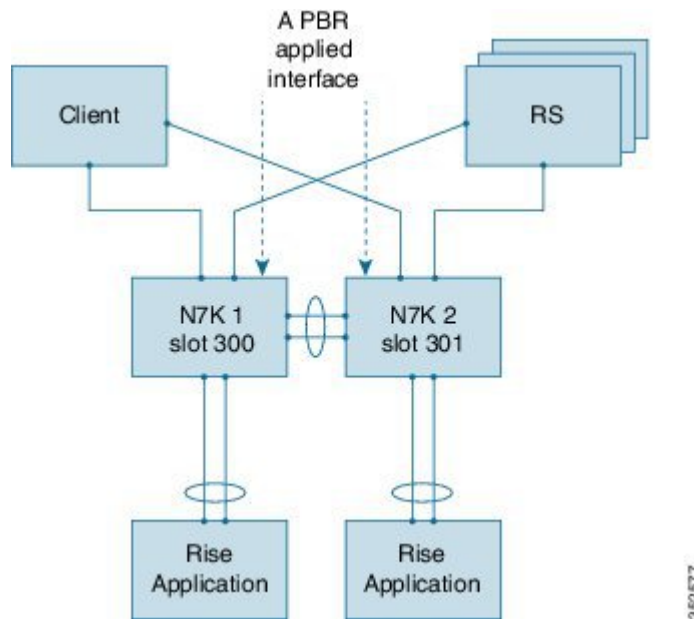 A PBR
applied
interface
Client
RS
N7K 1
slot 300
N7K 2
slot 301
Rise
Application
Rise
Application